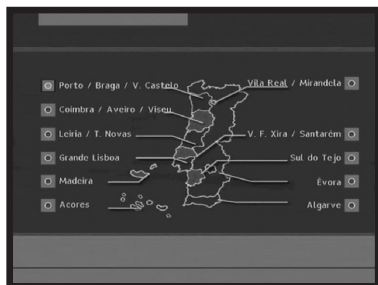 Porto / Braga / V. Castelo
Coimbra / Aveiro / Viseu
Leiria / T. Novas
Grande Lisboa
Madeira
Acores
Vila Real / Mirandela
V. F. Xira / Santarém
Sul do Tejo
Évora
Algarve